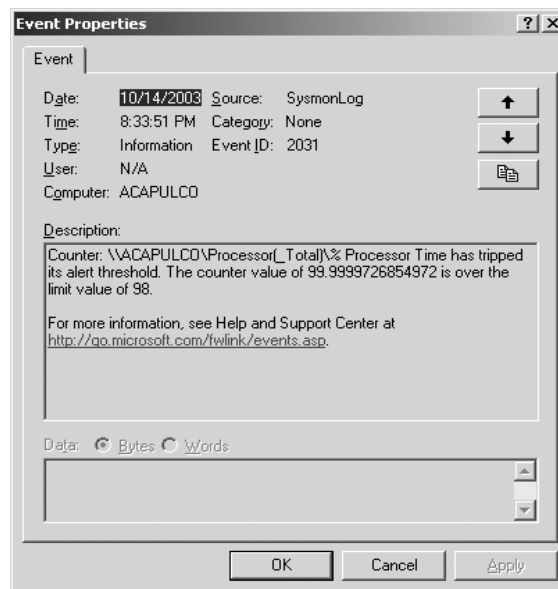 Event Properties
Event
Date: 10/14/2003 Source: SysmonLog
Time: 8:33:51 PM Category: None
Type: Information Event ID: 2031
User: N/A
Computer: ACAPULCO
Description:
Counter: \\ACAPULCO\Processor(_Total)\% Processor Time has tripped
its alert threshold. The counter value of 99.9999726854972 is over the
limit value of 98.
For more information, see Help and Support Center at
http://go.microsoft.com/fwlink/events.asp.
Data: Bytes Words
OK Cancel Apply